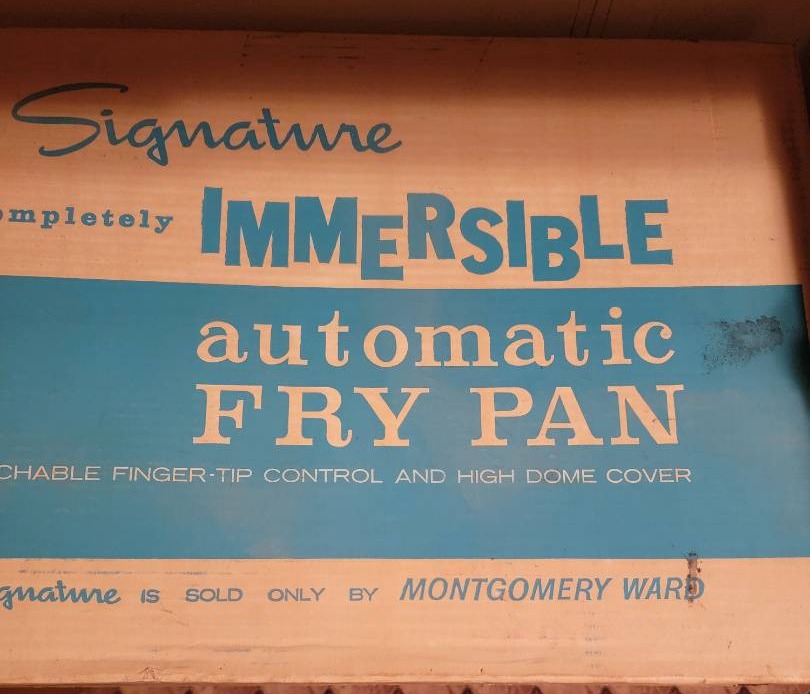 Signature
ompletely IMMERSIBLE
automatic
FRY PAN
CHABLE FINGER-TIP CONTROL AND HIGH DOME COVER
gnature IS SOLD ONLY BY MONTGOMERY WARD